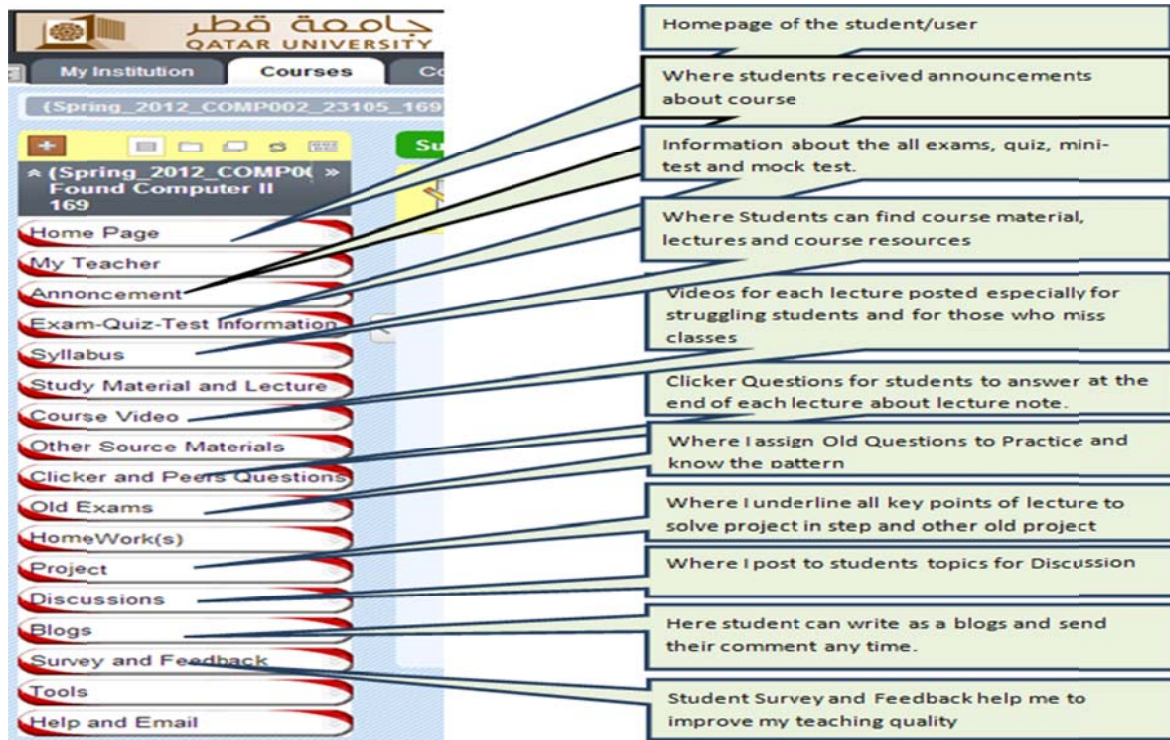 جامعة قطر
QATAR UNIVERSITY
My Institution
Courses
Co
(Spring_2012_COMP002_23105_169
Su
(Spring_2012_COMP0(
Found Computer II
169
Home Page
My Teacher
Annoncement
Exam-Quiz-Test Information
Syllabus
Study Material and Lecture
Course Video
Other Source Materials
Clicker and Peers Questions
Old Exams
HomeWork(s)
Project
Discussions
Blogs
Survey and Feedback
Tools
Help and Email
Homepage of the student/user
Where students received announcements
about course
Information about the all exams, quiz, mini-
test and mock test.
Where Students can find course material,
lectures and course resources
Videos for each lecture posted especially for
struggling students and for those who miss
classes
Clicker Questions for students to answer at the
end of each lecture about lecture note.
Where I assign Old Questions to Practice and
know the pattern
Where I underline all key points of lecture to
solve project in step and other old project
Where I post to students topics for Discussion
Here student can write as a blogs and send
their comment any time.
Student Survey and Feedback help me to
improve my teaching quality